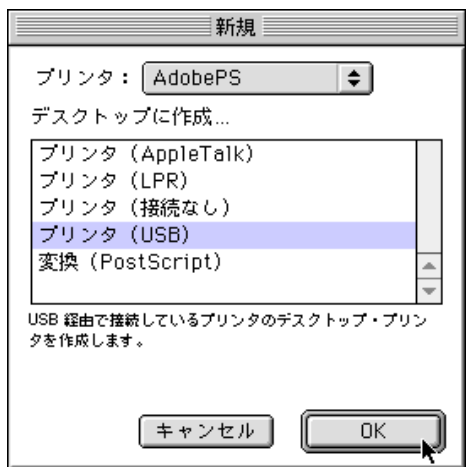 新規
プリンタ： AdobePS
デスクトップに作成...
プリンタ（AppleTalk）
プリンタ（LPR）
プリンタ（接続なし）
プリンタ（USB）
変換（PostScript）
USB 経由で接続しているプリンタのデスクトップ・プリン
タを作成します。
キャンセル OK